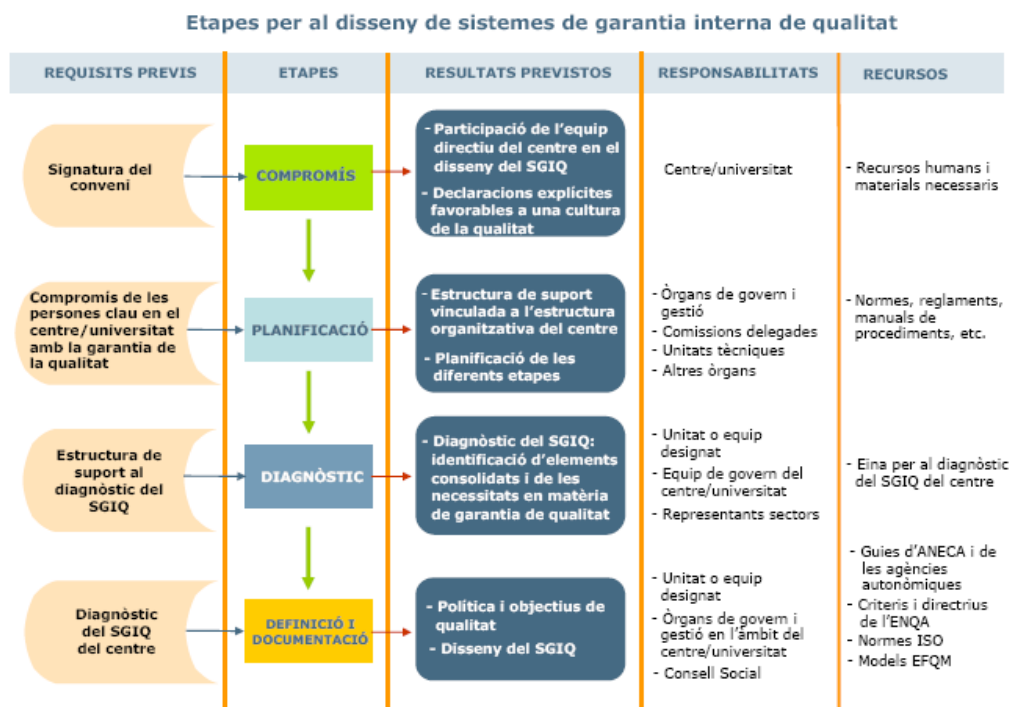 Etapes per al disseny de sistemes de garantia interna de qualitat
REQUISITS PREVIS
ETAPES
RESULTATS PREVISTOS
RESPONSABILITATS
RECURSOS
Signatura del
conveni
COMPROMÍS
- Participació de l'equip
directiu del centre en el
disseny del SGIQ
- Declaracions explícites
favorables a una cultura
de la qualitat
Centre/universitat
- Recursos humans i
materials necessaris
Compromís de les
persones clau en el
centre/universitat
amb la garantia de
la qualitat
PLANIFICACIÓ
- Estructura de suport
vinculada a l'estructura
organitzativa del centre
- Planificació de les
diferents etapes
- Òrgans de govern i
gestió
- Comissions delegades
- Unitats tècniques
- Altres òrgans
- Normes, reglaments,
manuals de
procediments, etc.
Estructura de
suport al
diagnòstic del
SGIQ
DIAGNÒSTIC
- Diagnòstic del SGIQ:
identificació d'elements
consolidats i de les
necessitats en matèria
de garantia de qualitat
- Unitat o equip
designat
- Equip de govern del
centre/universitat
- Representants sectors
- Eina per al diagnòstic
del SGIQ del centre
Diagnòstic
del SGIQ
del centre
DEFINICIÓ I
DOCUMENTACIÓ
- Política i objectius de
qualitat
- Disseny del SGIQ
- Unitat o equip
designat
- Òrgans de govern i
gestió en l'àmbit del
centre/universitat
- Consell Social
- Guies d'ANECA i de
les agències
autonòmiques
- Criteris i directrius
de l'ENQA
- Normes ISO
- Models EFQM